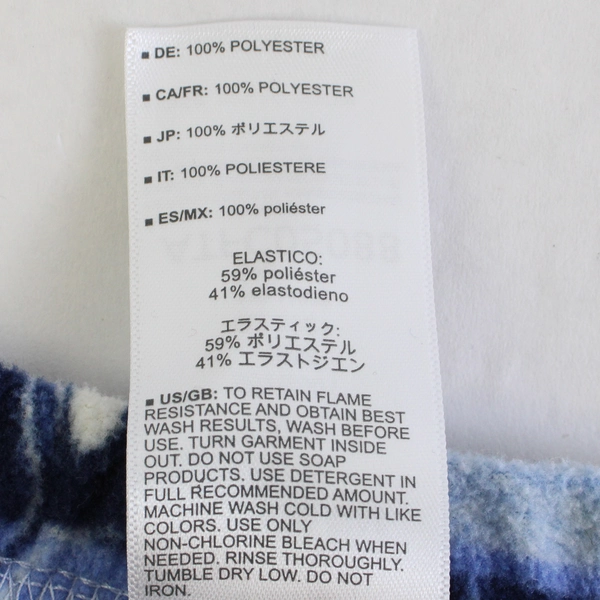 ■ DE: 100% POLYESTER
■ CA/FR: 100% POLYESTER
■ JP: 100% ポリエステル
■ IT: 100% POLIESTERE
■ ES/MX: 100% poliéster
ELASTICO:
59% poliéster
41% elastodieno
エラスティック:
59% ポリエステル
41% エラストジエン
■ US/GB: TO RETAIN FLAME
RESISTANCE AND OBTAIN BEST
WASH RESULTS, WASH BEFORE
USE. TURN GARMENT INSIDE
OUT. DO NOT USE SOAP
PRODUCTS. USE DETERGENT IN
FULL RECOMMENDED AMOUNT.
MACHINE WASH COLD WITH LIKE
COLORS. USE ONLY
NON-CHLORINE BLEACH WHEN
NEEDED. RINSE THOROUGHLY.
TUMBLE DRY LOW. DO NOT
IRON.